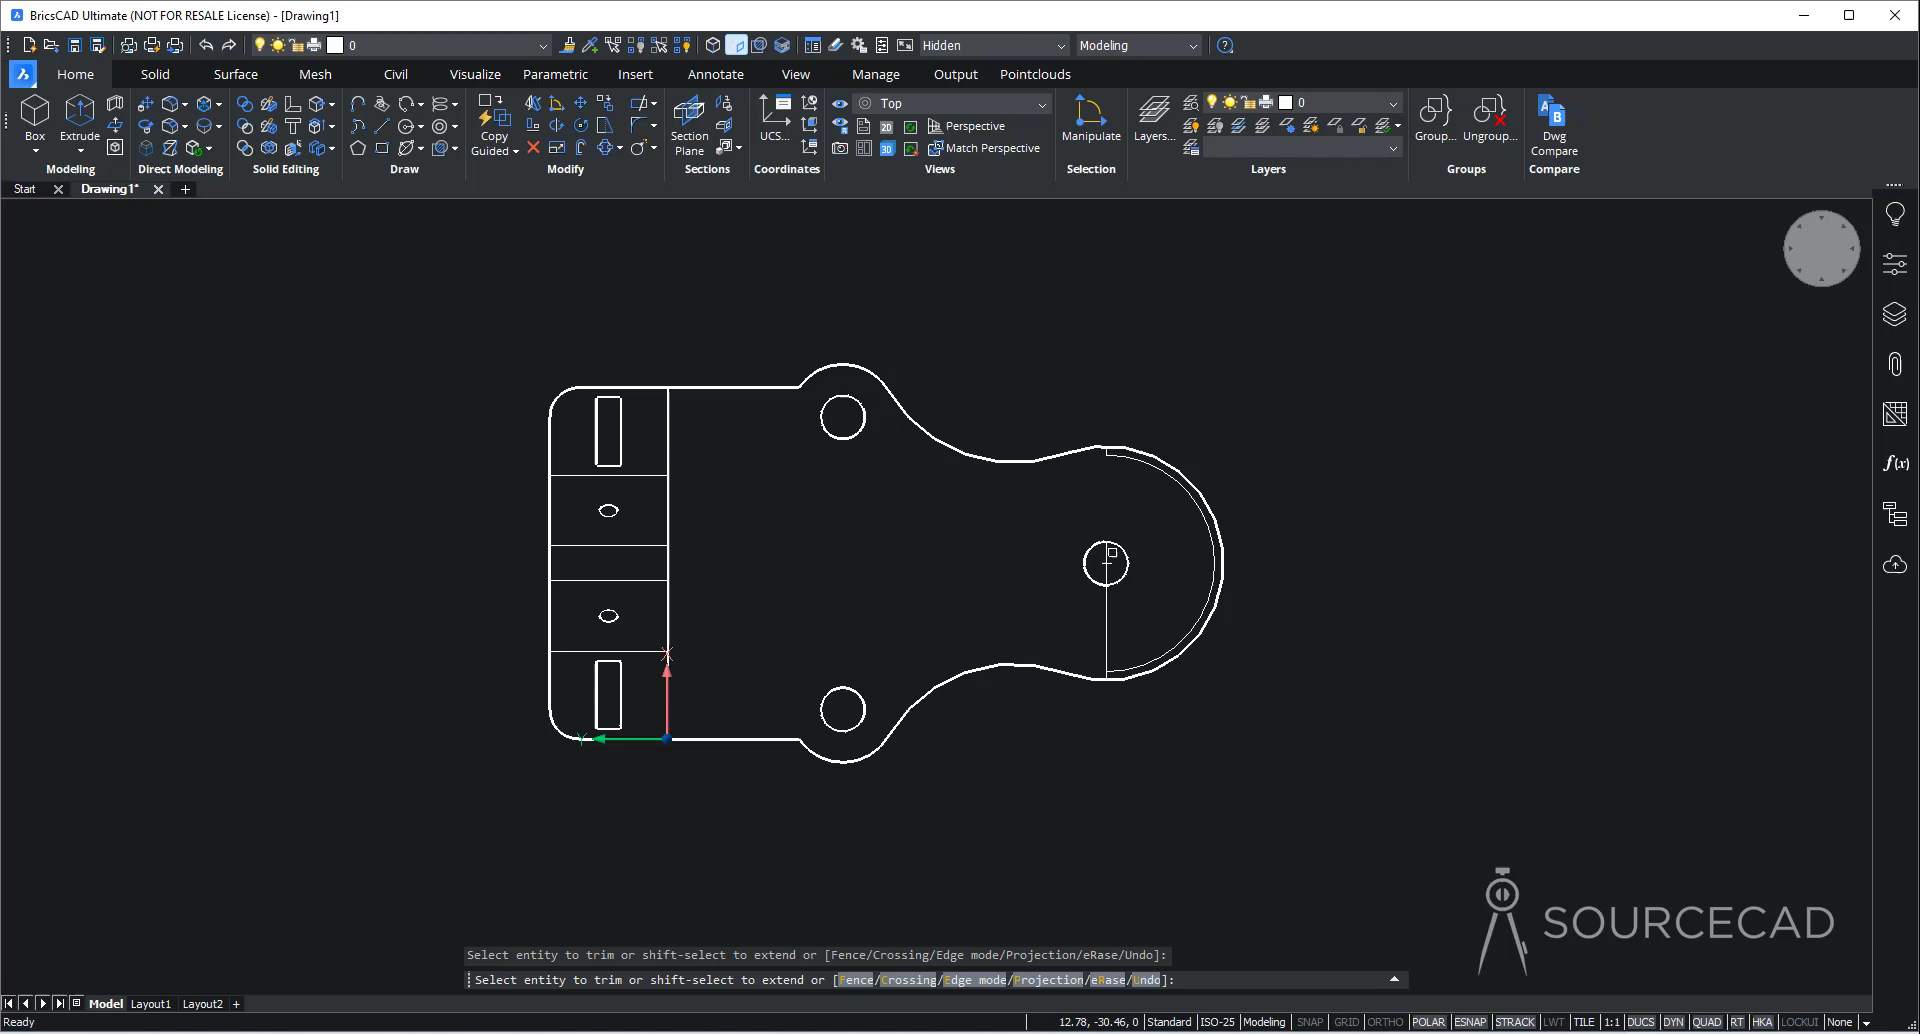 BricsCAD Ultimate (NOT FOR RESALE License) - [Drawing1]
0 Hidden Modeling
Home Solid Surface Mesh Civil Visualize Parametric Insert Annotate View Manage Output Pointclouds
Top 0
2D Perspective
Box Extrude Copy Guided Section Plane UCS... Manipulate Layers... Group... Ungroup... Dwg Compare
3D Match Perspective
Modeling Direct Modeling Solid Editing Draw Modify Sections Coordinates Views Selection Layers Groups Compare
Start Drawing1*
f(x)
X
Y
SOURCECAD
Select entity to trim or shift-select to extend or [Fence/Crossing/Edge mode/Projection/eRase/Undo]:
Select entity to trim or shift-select to extend or [Fence/Crossing/Edge mode/Projection/eRase/Undo]:
Model Layout1 Layout2 +
Ready 12.78, -30.46, 0 Standard ISO-25 Modeling SNAP GRID ORTHO POLAR ESNAP STRACK LWT TILE 1:1 DUCS DYN QUAD RT HKA LOCKUI None